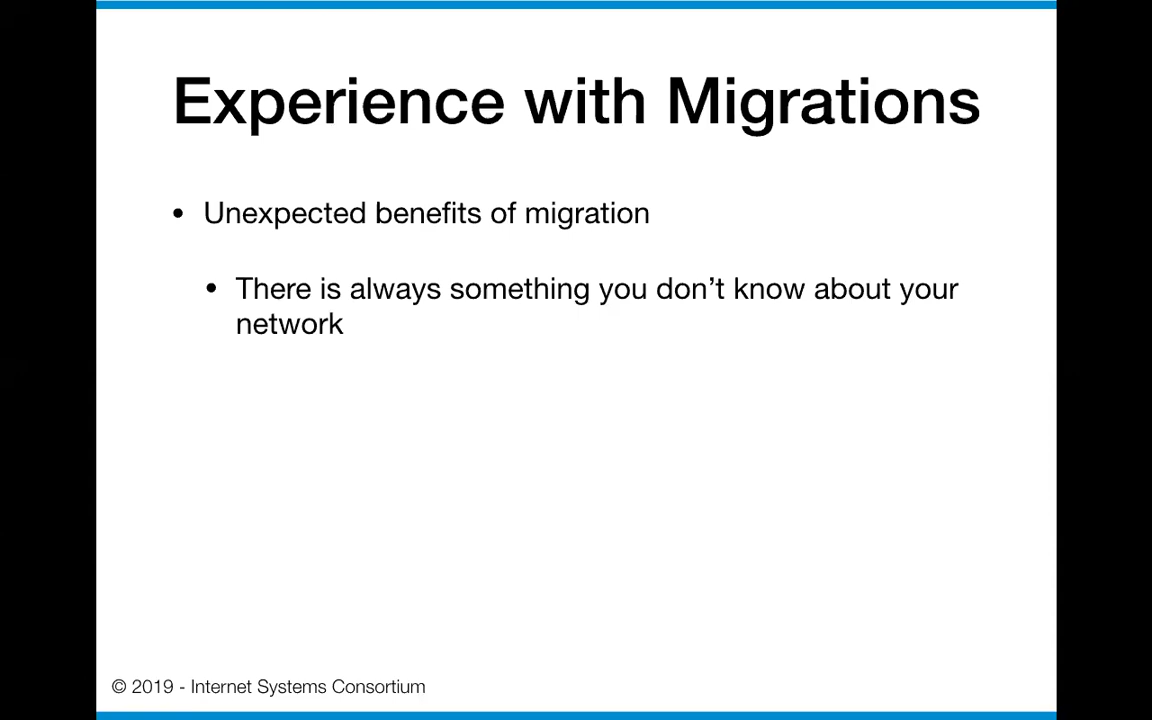 Experience with Migrations
• Unexpected benefits of migration
• There is always something you don’t know about your
network
© 2019 - Internet Systems Consortium